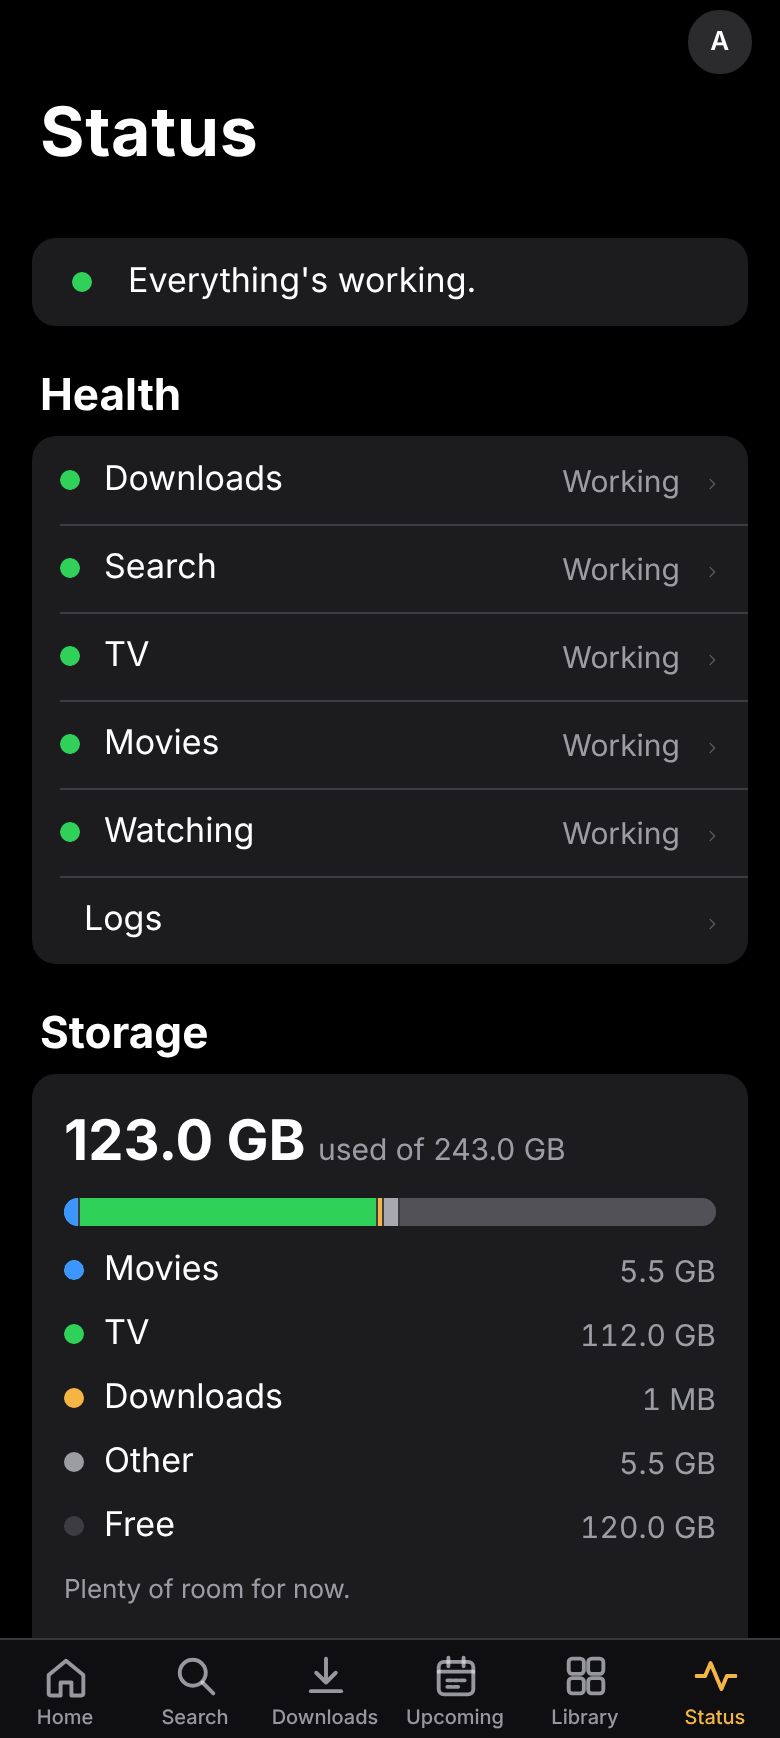 A
Status
Everything's working.
Health
Downloads Working
Search Working
TV Working
Movies Working
Watching Working
Logs
Storage
123.0 GB used of 243.0 GB
Movies 5.5 GB
TV 112.0 GB
Downloads 1 MB
Other 5.5 GB
Free 120.0 GB
Plenty of room for now.
Home Search Downloads Upcoming Library Status